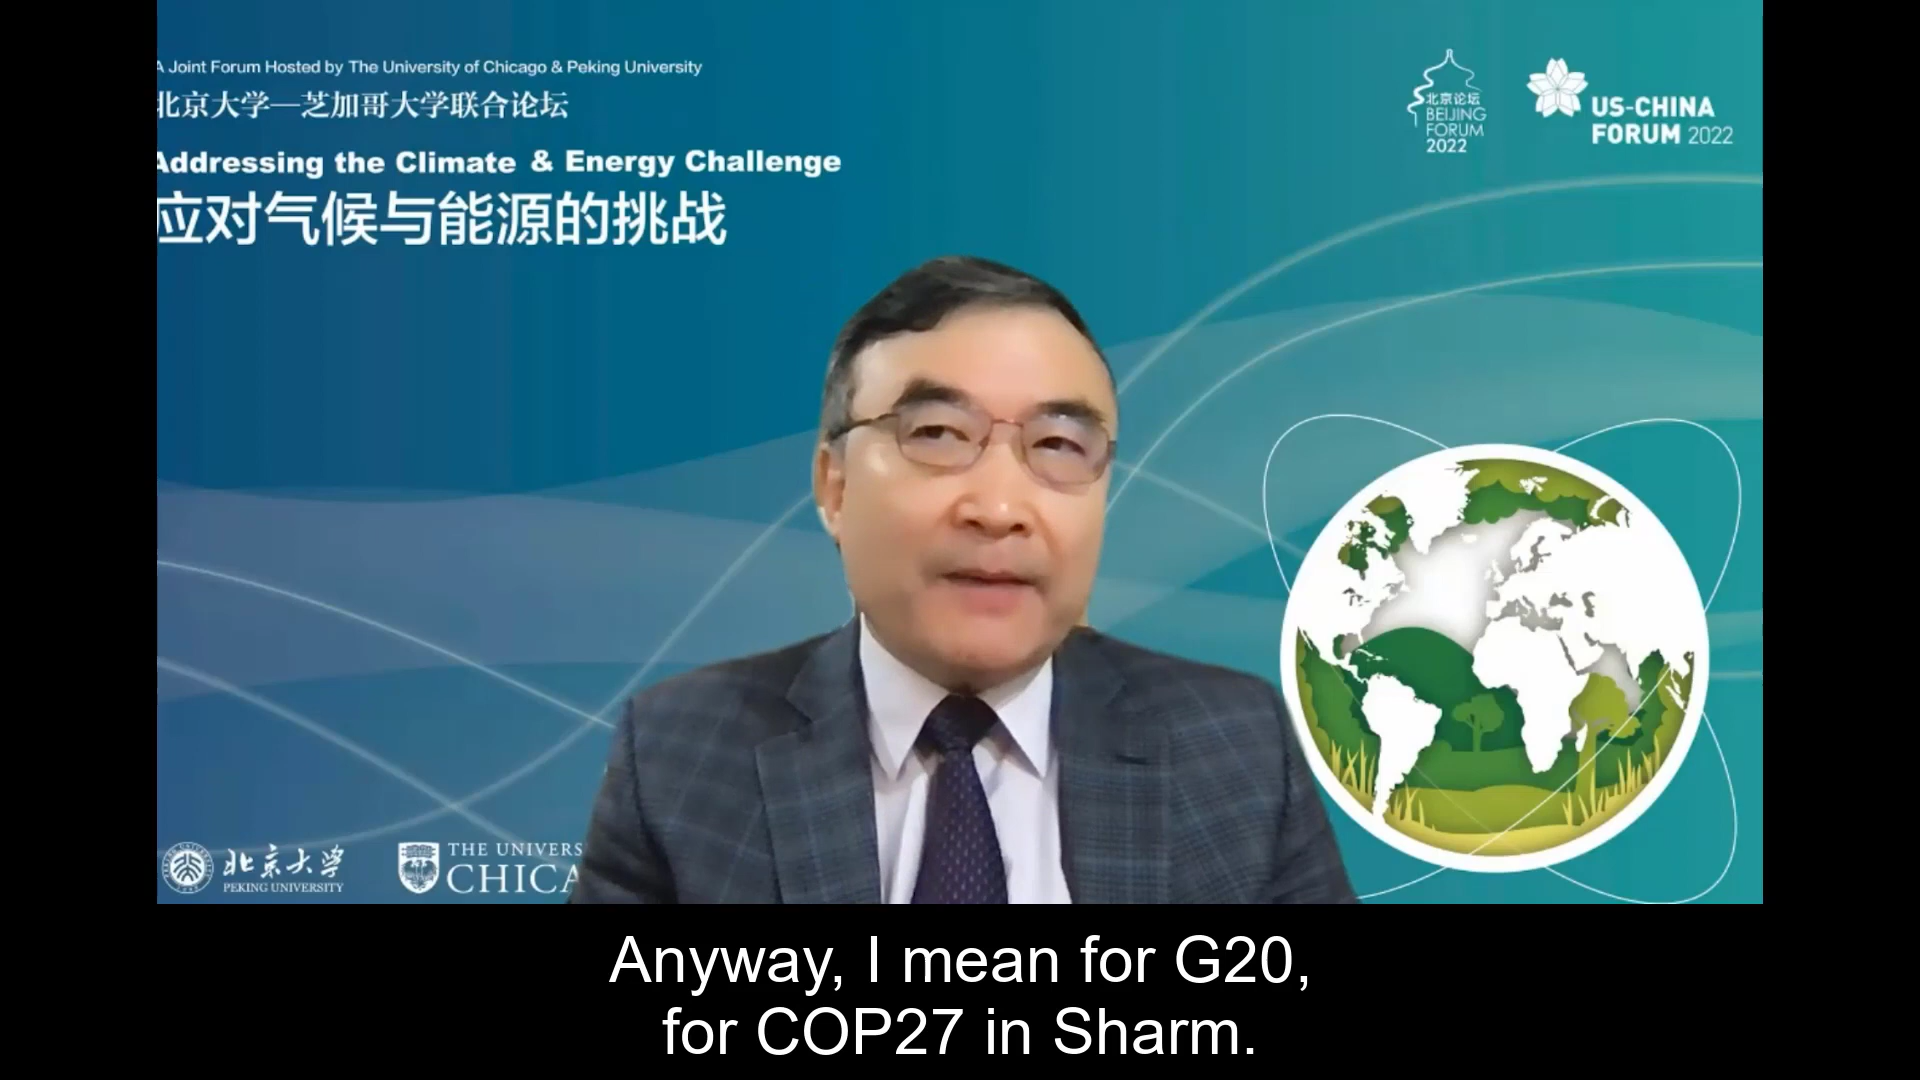 A Joint Forum Hosted by The University of Chicago & Peking University
北京大学—芝加哥大学联合论坛
Addressing the Climate & Energy Challenge
应对气候与能源的挑战
北京论坛
BEIJING
FORUM
2022
US-CHINA
FORUM 2022
北京大学
PEKING UNIVERSITY
THE UNIVERS
CHICA
Anyway, I mean for G20,
for COP27 in Sharm.